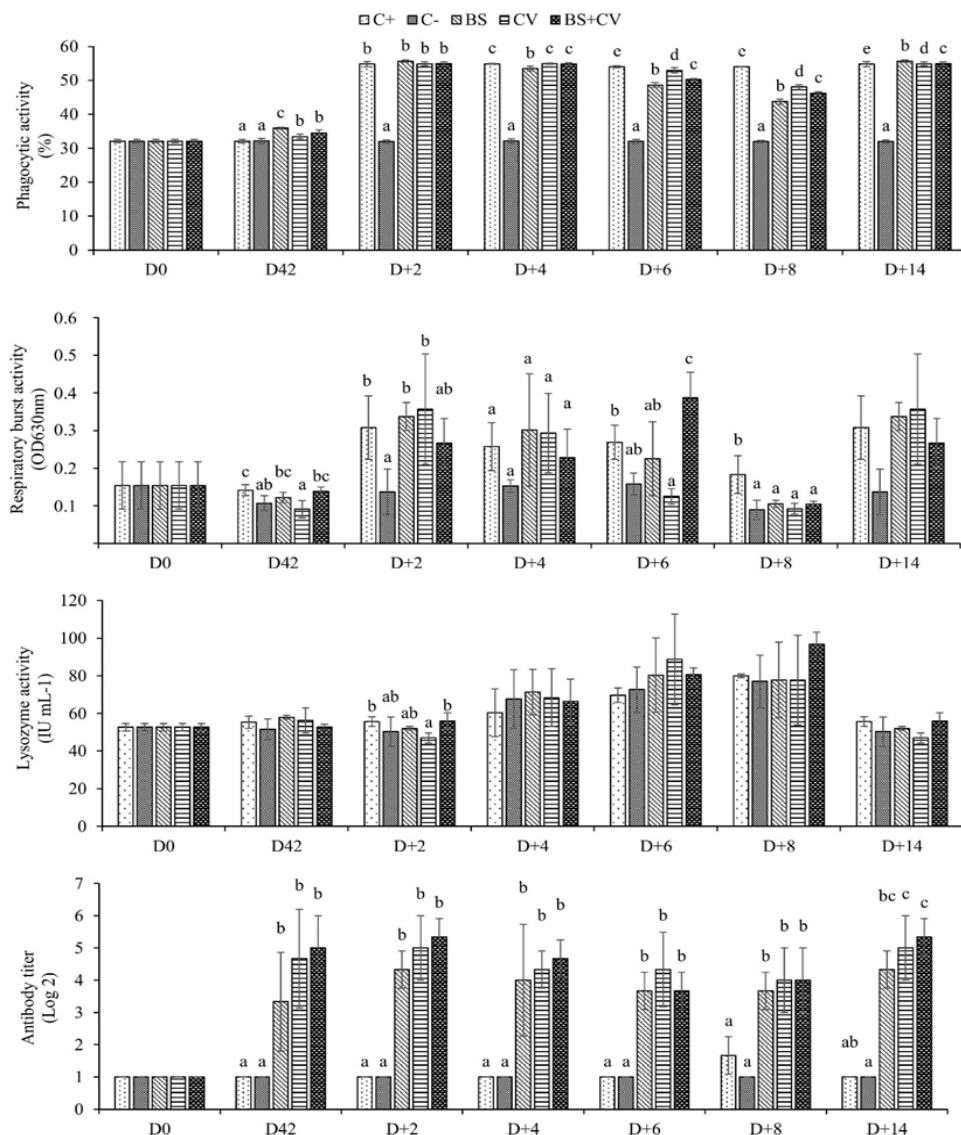 C+ C- BS CV BS+CV
Phagocytic activity
(%)
60
50
40
30
20
10
0
a a c b b
b a b b b
c a b c c
e a b d c
e a b d c
e a b d c
D0 D42 D+2 D+4 D+6 D+8 D+14
Respiratory burst activity
(OD630nm)
0.6
0.5
0.4
0.3
0.2
0.1
c ab bc a bc
b a b b ab
a a a a a
b ab ab a c
b a a a a
D0 D42 D+2 D+4 D+6 D+8 D+14
Lysozyme activity
(IU mL-1)
120
100
80
60
40
20
0
b ab ab a b
D0 D42 D+2 D+4 D+6 D+8 D+14
Antibody titer
(Log 2)
7
6
5
4
3
2
1
0
a a b b b
a a b b b
a a b b b
a a b b b
a a b b b
ab a bc c c
D0 D42 D+2 D+4 D+6 D+8 D+14